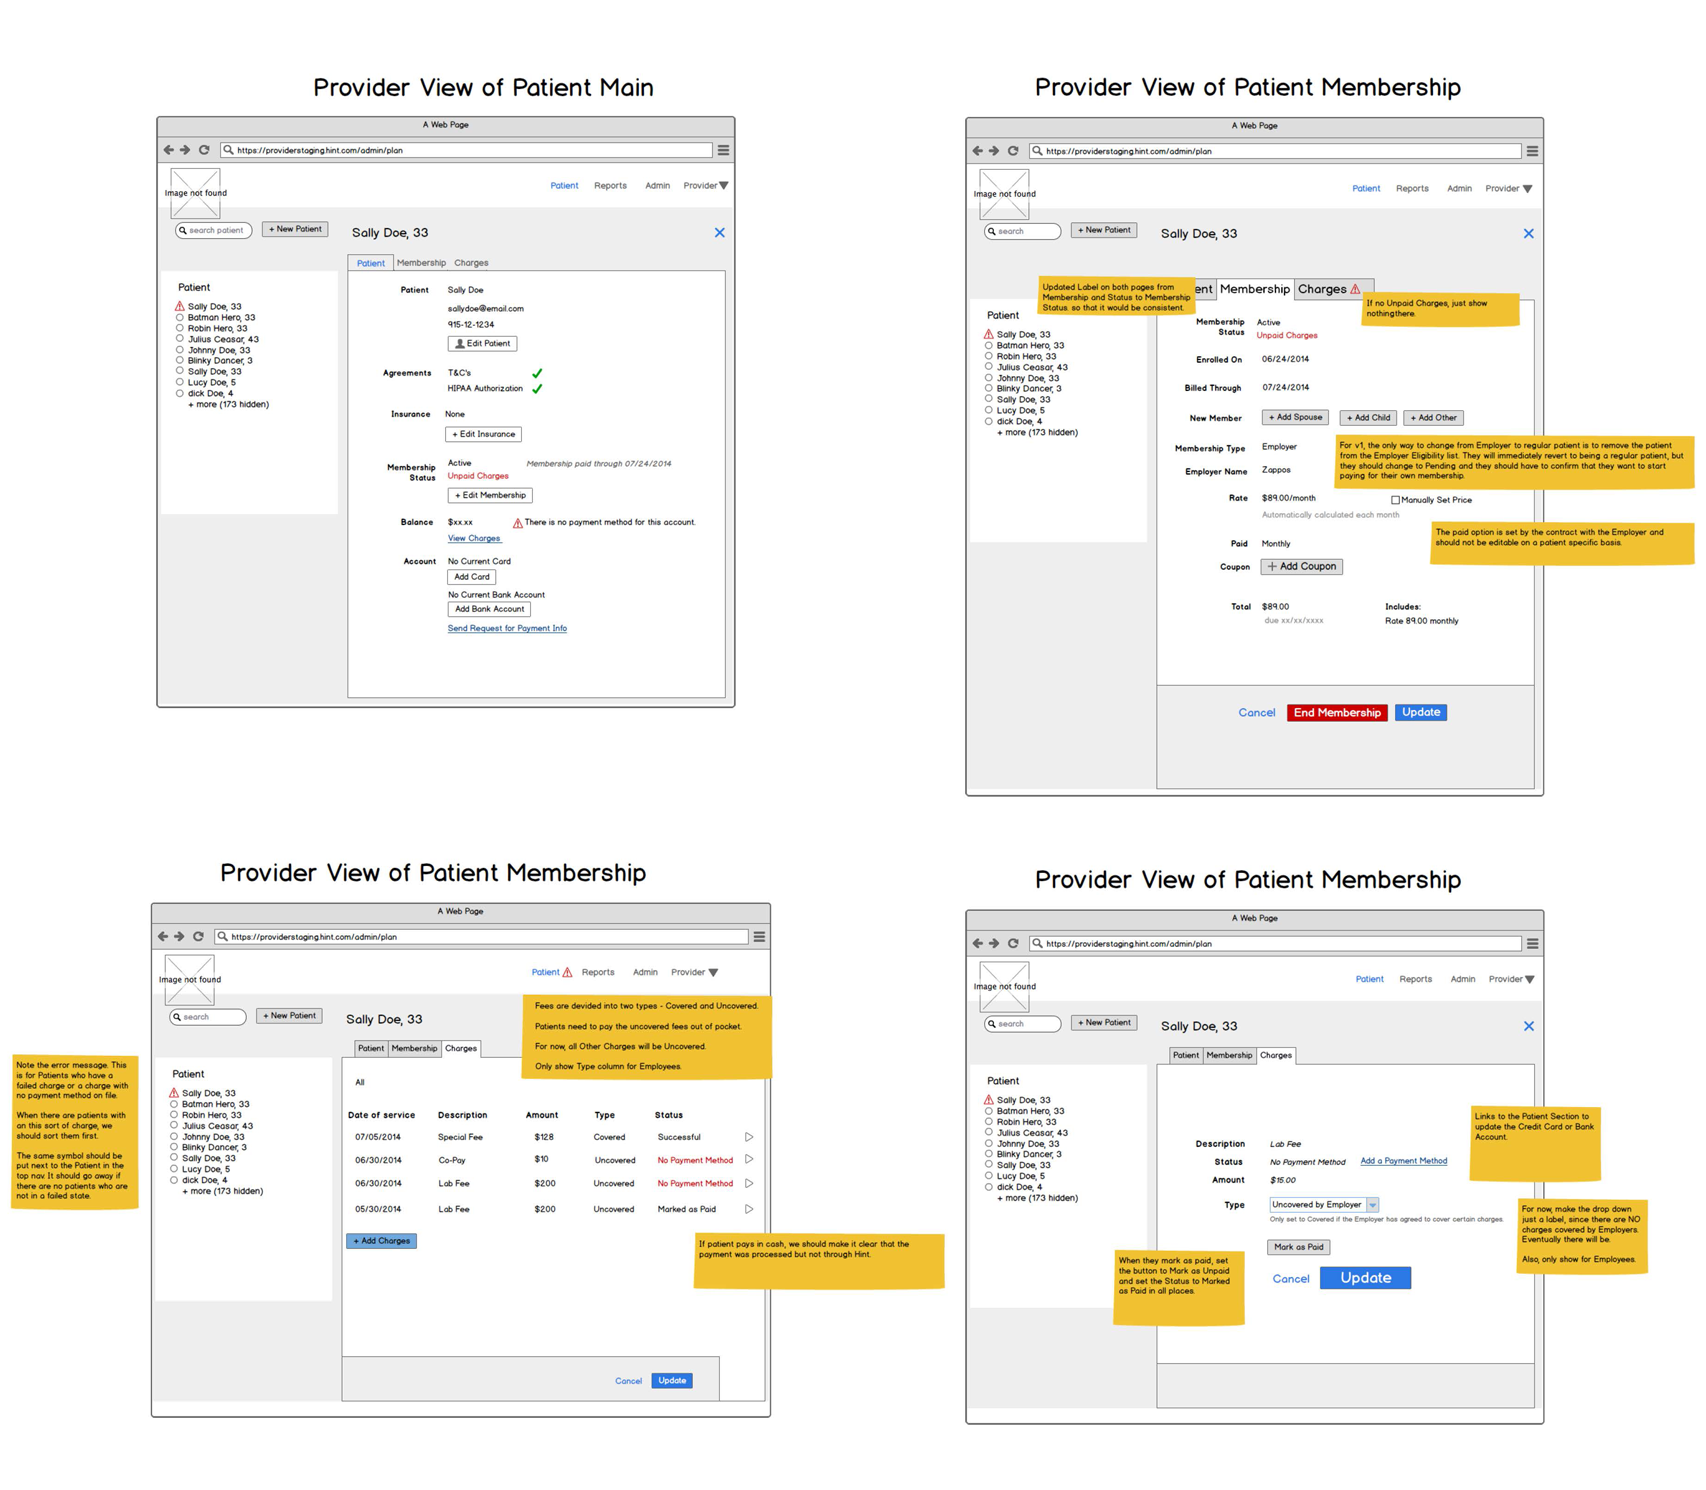 Provider View of Patient Main
A Web Page
https://providerstaging.hint.com/admin/plan
Image not found
Patient
Reports
Admin
Provider
search patient
+ New Patient
Sally Doe, 33
Patient
Membership
Charges
Patient
Sally Doe, 33
Batman Hero, 33
Robin Hero, 33
Julius Ceasar, 43
Johnny Doe, 33
Blinky Dancer, 3
Sally Doe, 33
Lucy Doe, 5
dick Doe, 4
+ more (173 hidden)
Patient
Sally Doe
sallydoe@email.com
915-12-1234
Edit Patient
Agreements
T&C's
HIPAA Authorization
Insurance
None
+ Edit Insurance
Membership
Status
Active
Membership paid through 07/24/2014
Unpaid Charges
+ Edit Membership
Balance
$xx.xx
There is no payment method for this account.
View Charges
Account
No Current Card
Add Card
No Current Bank Account
Add Bank Account
Send Request for Payment Info
Provider View of Patient Membership
A Web Page
https://providerstaging.hint.com/admin/plan
Image not found
Patient
Reports
Admin
Provider
search
+ New Patient
Sally Doe, 33
Updated Label on both pages from
Membership and Status to Membership
Status. so that it would be consistent.
ent
Membership
Charges
If no Unpaid Charges, just show
nothingthere.
Patient
Sally Doe, 33
Batman Hero, 33
Robin Hero, 33
Julius Ceasar, 43
Johnny Doe, 33
Blinky Dancer, 3
Sally Doe, 33
Lucy Doe, 5
dick Doe, 4
+ more (173 hidden)
Membership
Status
Active
Unpaid Charges
Enrolled On
06/24/2014
Billed Through
07/24/2014
New Member
+ Add Spouse
+ Add Child
+ Add Other
Membership Type
Employer
For v1, the only way to change from Employer to regular patient is to remove the patient
from the Employer Eligibility list. They will immediately revert to being a regular patient, but
they should change to Pending and they should have to confirm that they want to start
paying for their own membership.
Employer Name
Zappos
Rate
$89.00/month
Manually Set Price
Automatically calculated each month
The paid option is set by the contract with the Employer and
should not be editable on a patient specific basis.
Paid
Monthly
Coupon
+ Add Coupon
Total
$89.00
due xx/xx/xxxx
Includes:
Rate 89.00 monthly
Cancel
End Membership
Update
Provider View of Patient Membership
A Web Page
https://providerstaging.hint.com/admin/plan
Image not found
Patient
Reports
Admin
Provider
search
+ New Patient
Sally Doe, 33
Fees are devided into two types - Covered and Uncovered.
Patients need to pay the uncovered fees out of pocket.
For now, all Other Charges will be Uncovered.
Only show Type column for Employees.
Patient
Membership
Charges
Note the error message. This
is for Patients who have a
failed charge or a charge with
no payment method on file.
When there are patients with
an this sort of charge, we
should sort them first.
The same symbol should be
put next to the Patient in the
top nav. It should go away if
there are no patients who are
not in a failed state.
Patient
Sally Doe, 33
Batman Hero, 33
Robin Hero, 33
Julius Ceasar, 43
Johnny Doe, 33
Blinky Dancer, 3
Sally Doe, 33
Lucy Doe, 5
dick Doe, 4
+ more (173 hidden)
All
Date of service
Description
Amount
Type
Status
07/05/2014
Special Fee
$128
Covered
Successful
06/30/2014
Co-Pay
$10
Uncovered
No Payment Method
06/30/2014
Lab Fee
$200
Uncovered
No Payment Method
05/30/2014
Lab Fee
$200
Uncovered
Marked as Paid
+ Add Charges
If patient pays in cash, we should make it clear that the
payment was processed but not through Hint.
Cancel
Update
Provider View of Patient Membership
A Web Page
https://providerstaging.hint.com/admin/plan
Image not found
Patient
Reports
Admin
Provider
search
+ New Patient
Sally Doe, 33
Patient
Membership
Charges
Patient
Sally Doe, 33
Batman Hero, 33
Robin Hero, 33
Julius Ceasar, 43
Johnny Doe, 33
Blinky Dancer, 3
Sally Doe, 33
Lucy Doe, 5
dick Doe, 4
+ more (173 hidden)
Links to the Patient Section to
update the Credit Card or Bank
Account.
Description
Lab Fee
Status
No Payment Method
Add a Payment Method
Amount
$15.00
Type
Uncovered by Employer
Only set to Covered if the Employer has agreed to cover certain charges.
For now, make the drop down
just a label, since there are NO
charges covered by Employers.
Eventually there will be.
Also, only show for Employees.
Mark as Paid
When they mark as paid, set
the button to Mark as Unpaid
and set the Status to Marked
as Paid in all places.
Cancel
Update